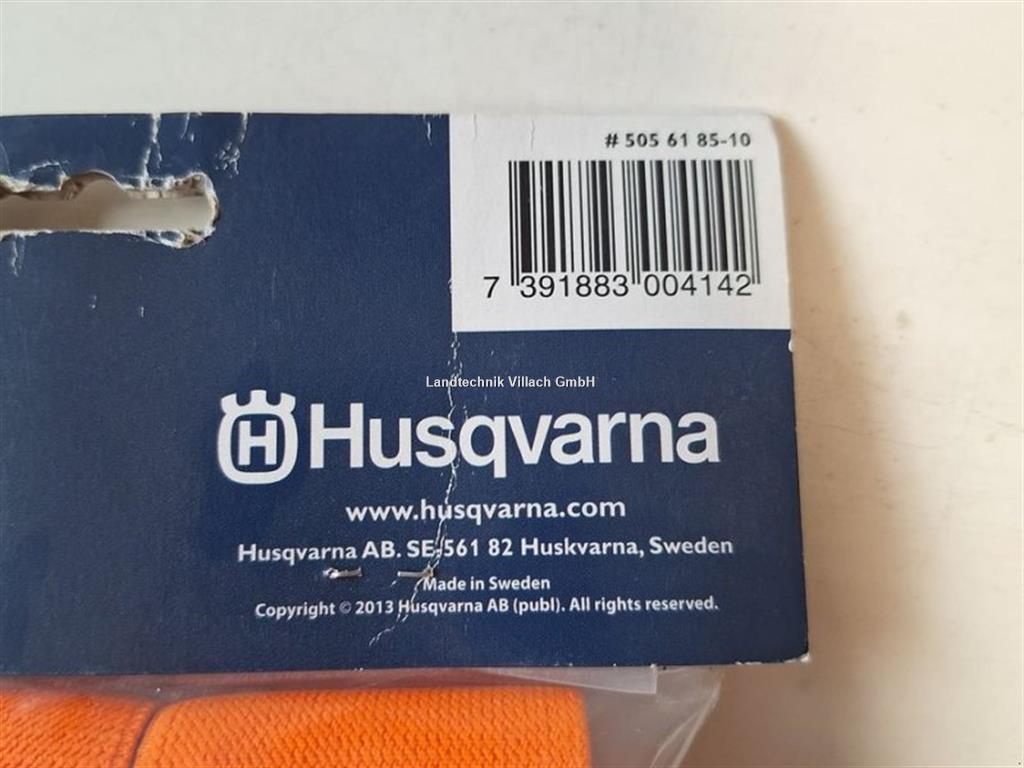 # 505 61 85-10
7 391883 004142
Landtechnik Villach GmbH
H Husqvarna
www.husqvarna.com
Husqvarna AB. SE-561 82 Huskvarna, Sweden
Made in Sweden
Copyright © 2013 Husqvarna AB (publ). All rights reserved.